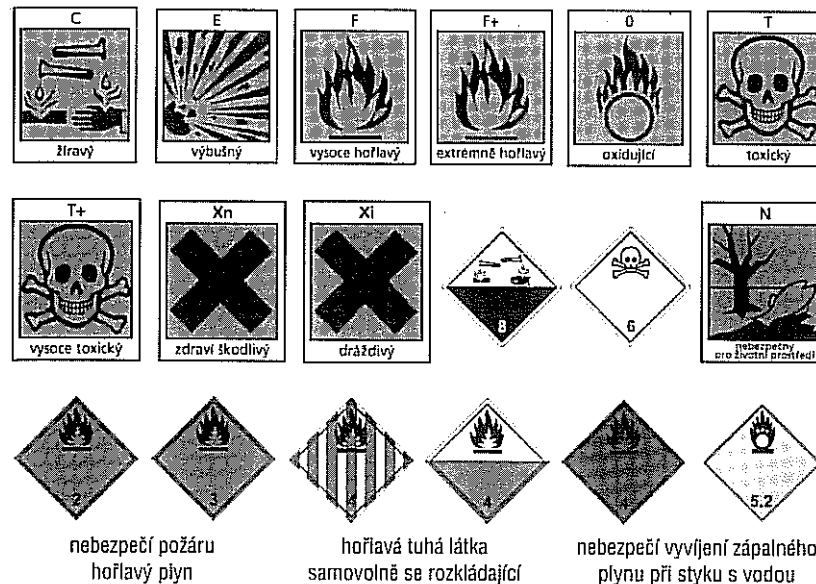 C E F F+ O T
žíravý výbušný vysoce hořlavý extrémně hořlavý oxidující toxický
T+ Xn Xi N
8 6
vysoce toxický zdraví škodlivý dráždivý nebezpečný
pro životní prostředí
2 3 4 4 4 5.2
nebezpečí požáru hořlavá tuhá látka nebezpečí vyvíjení zápalného
hořlavý plyn samovolně se rozkládající plynu při styku s vodou